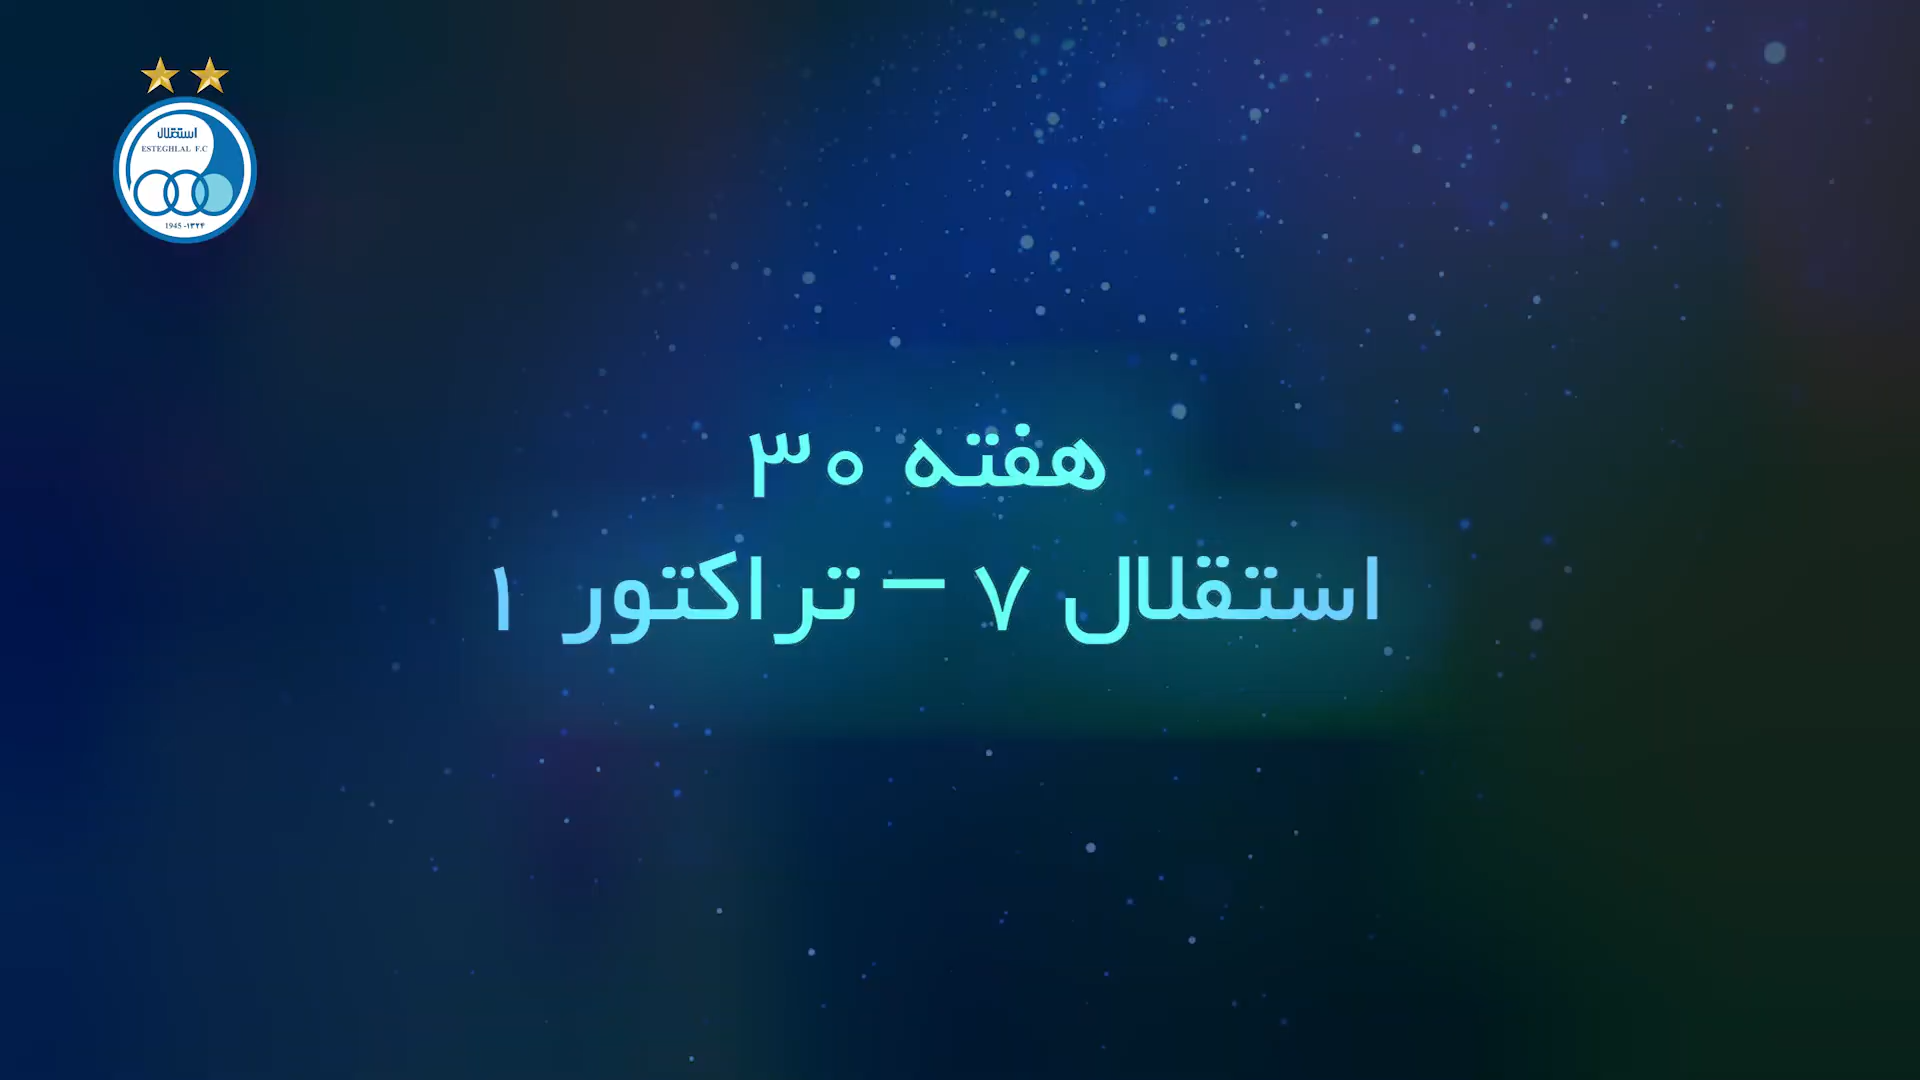 استقلال
ESTEGHLAL F.C
1945 -۱۳۲۴
هفته ۳۰
استقلال ۷ – تراکتور ۱